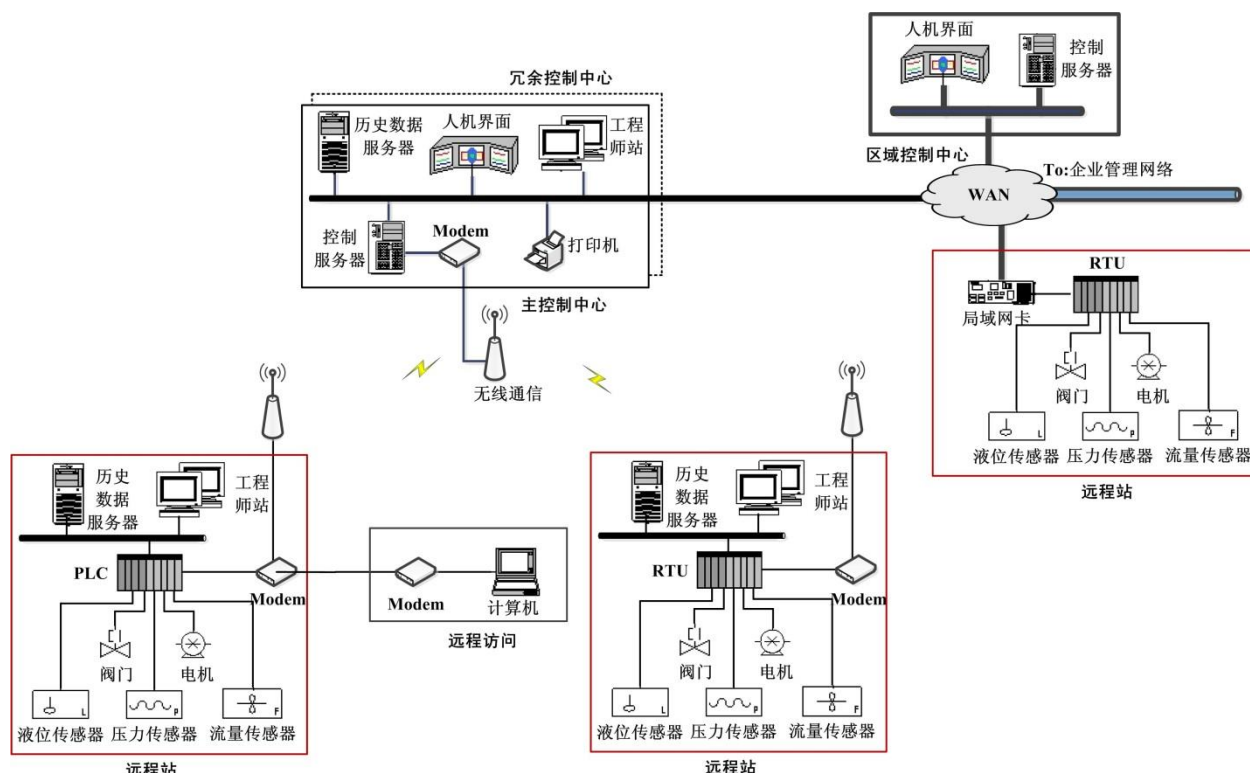 人机界面
控制
服务器
区域控制中心
冗余控制中心
历史数据
服务器
人机界面
工程
师站
控制
服务器
Modem
打印机
主控制中心
WAN
To:企业管理网络
无线通信
RTU
局域网卡
阀门
电机
L
P
F
液位传感器
压力传感器
流量传感器
远程站
历史
数据
服务器
工程
师站
PLC
Modem
阀门
电机
L
P
F
液位传感器
压力传感器
流量传感器
远程站
Modem
计算机
远程访问
历史
数据
服务器
工程
师站
RTU
Modem
阀门
电机
L
P
F
液位传感器
压力传感器
流量传感器
远程站